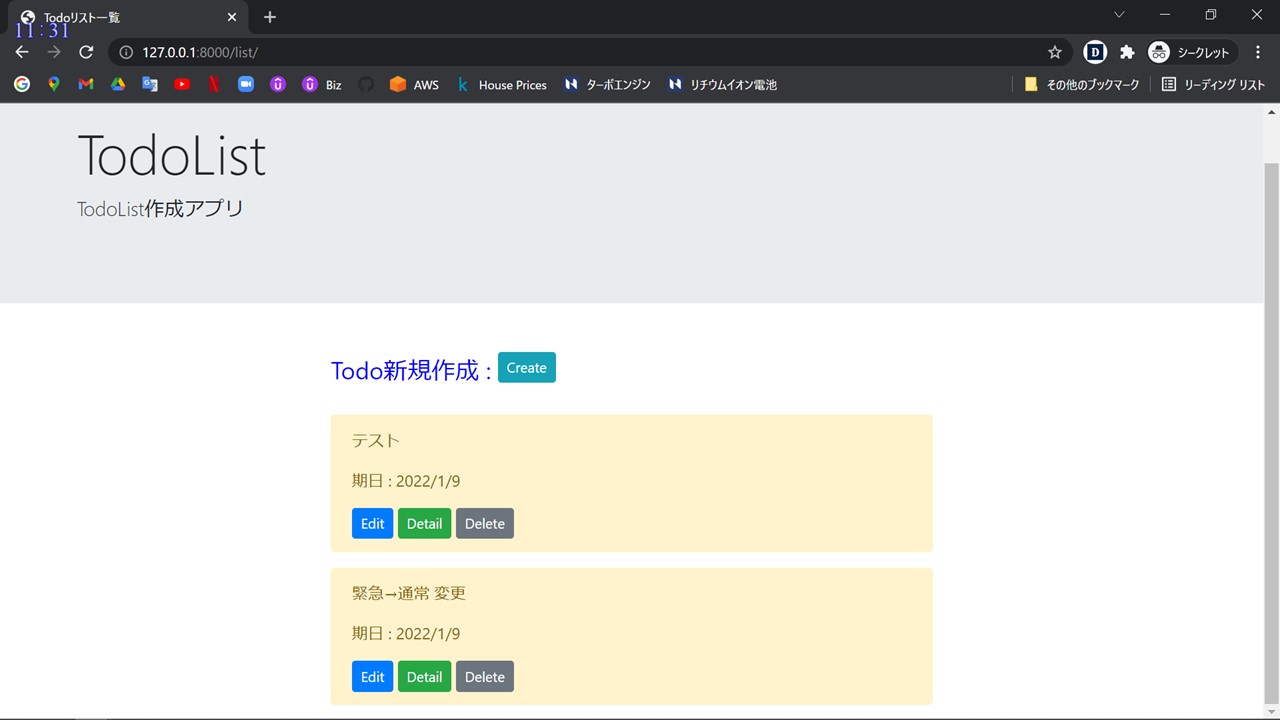 Todoリスト一覧
11:31
127.0.0.1:8000/list/
シークレット
Biz
AWS
House Prices
ターボエンジン
リチウムイオン電池
その他のブックマーク
リーディング リスト
TodoList
TodoList作成アプリ
Todo新規作成 : Create
テスト
期日 : 2022/1/9
Edit Detail Delete
緊急→通常 変更
期日 : 2022/1/9
Edit Detail Delete